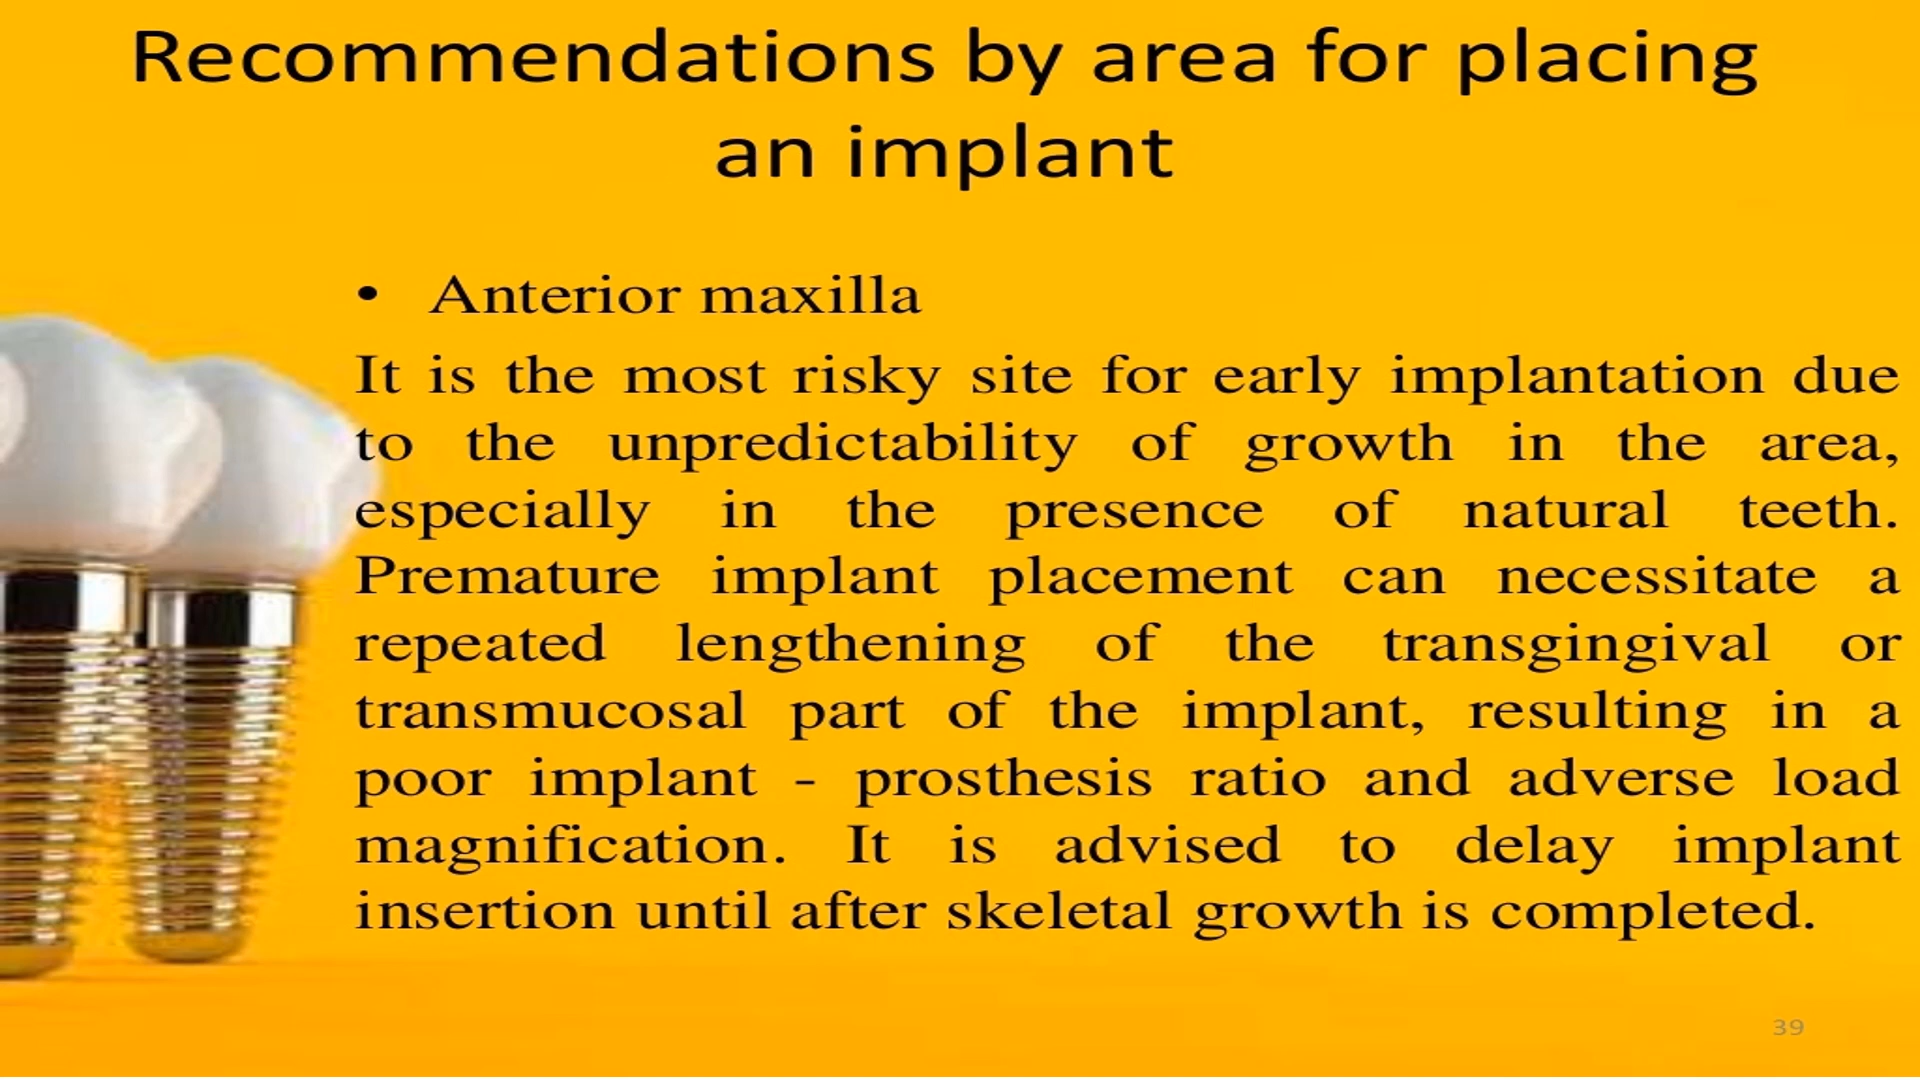 Recommendations by area for placing
an implant
• Anterior maxilla
It is the most risky site for early implantation due
to the unpredictability of growth in the area,
especially in the presence of natural teeth.
Premature implant placement can necessitate a
repeated lengthening of the transgingival or
transmucosal part of the implant, resulting in a
poor implant - prosthesis ratio and adverse load
magnification. It is advised to delay implant
insertion until after skeletal growth is completed.
39